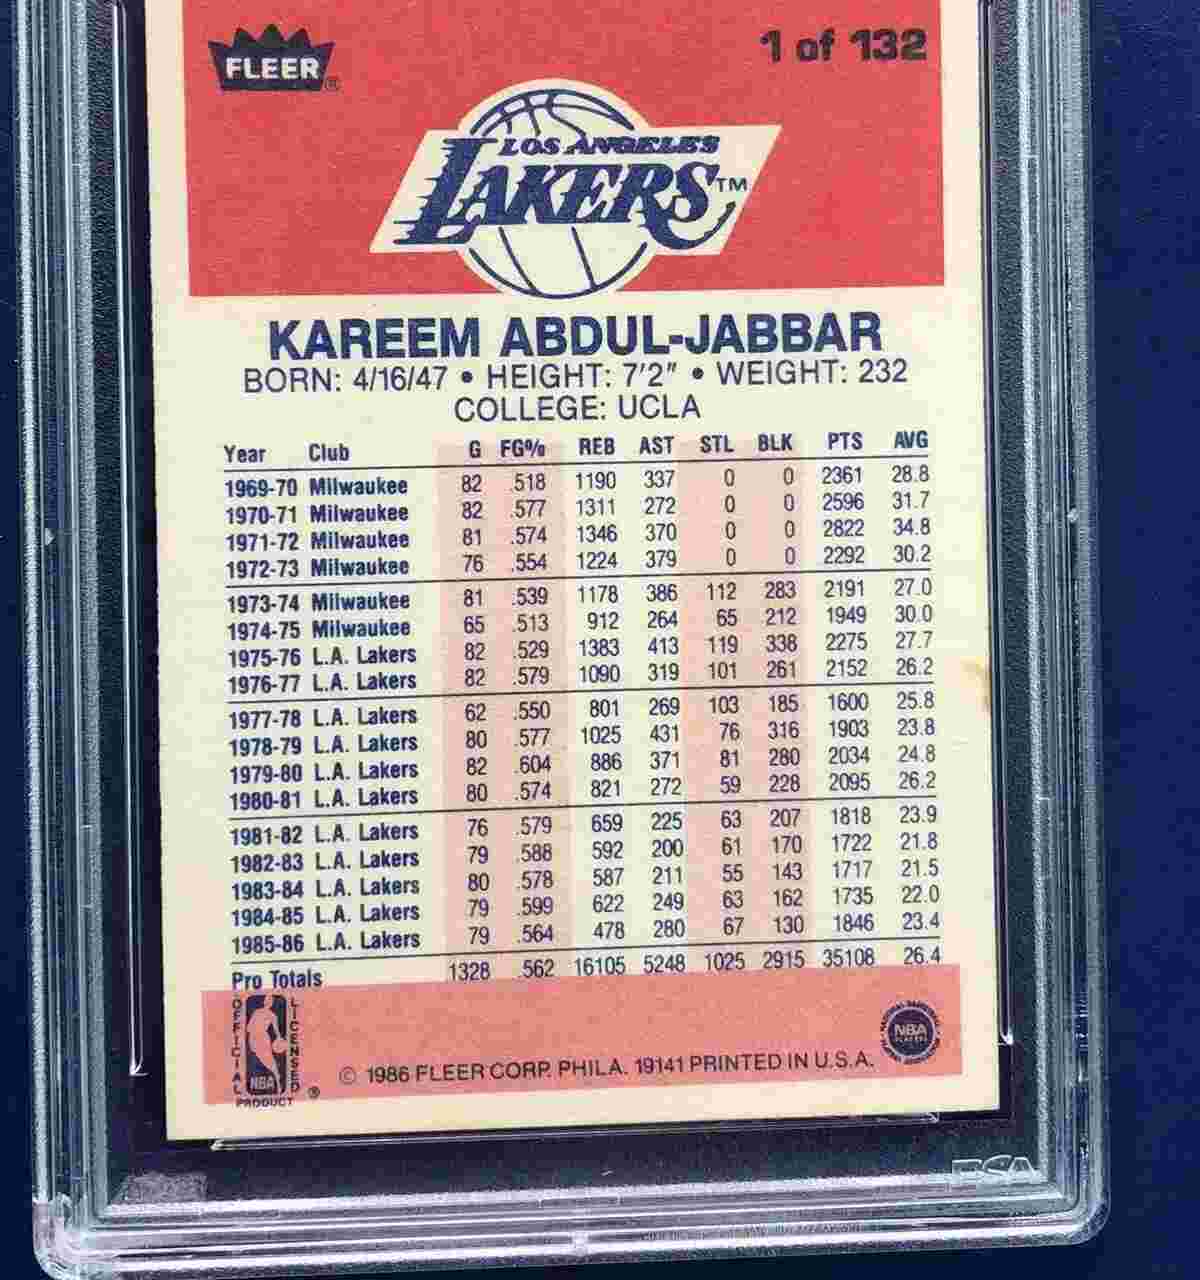 FLEER®
1 of 132
LOS ANGELES
LAKERS™
KAREEM ABDUL-JABBAR
BORN: 4/16/47 • HEIGHT: 7'2" • WEIGHT: 232
COLLEGE: UCLA
Year Club G FG% REB AST STL BLK PTS AVG
1969-70 Milwaukee 82 .518 1190 337 0 0 2361 28.8
1970-71 Milwaukee 82 .577 1311 272 0 0 2596 31.7
1971-72 Milwaukee 81 .574 1346 370 0 0 2822 34.8
1972-73 Milwaukee 76 .554 1224 379 0 0 2292 30.2
1973-74 Milwaukee 81 .539 1178 386 112 283 2191 27.0
1974-75 Milwaukee 65 .513 912 264 65 212 1949 30.0
1975-76 L.A. Lakers 82 .529 1383 413 119 338 2275 27.7
1976-77 L.A. Lakers 82 .579 1090 319 101 261 2152 26.2
1977-78 L.A. Lakers 62 .550 801 269 103 185 1600 25.8
1978-79 L.A. Lakers 80 .577 1025 431 76 316 1903 23.8
1979-80 L.A. Lakers 82 .604 886 371 81 280 2034 24.8
1980-81 L.A. Lakers 80 .574 821 272 59 228 2095 26.2
1981-82 L.A. Lakers 76 .579 659 225 63 207 1818 23.9
1982-83 L.A. Lakers 79 .588 592 200 61 170 1722 21.8
1983-84 L.A. Lakers 80 .578 587 211 55 143 1717 21.5
1984-85 L.A. Lakers 79 .599 622 249 63 162 1735 22.0
1985-86 L.A. Lakers 79 .564 478 280 67 130 1846 23.4
Pro Totals 1328 .562 16105 5248 1025 2915 35108 26.4
OFFICIAL
LICENSED
NBA
PRODUCT ®
© 1986 FLEER CORP. PHILA. 19141 PRINTED IN U.S.A.
NBA
PLAYERS
PSA